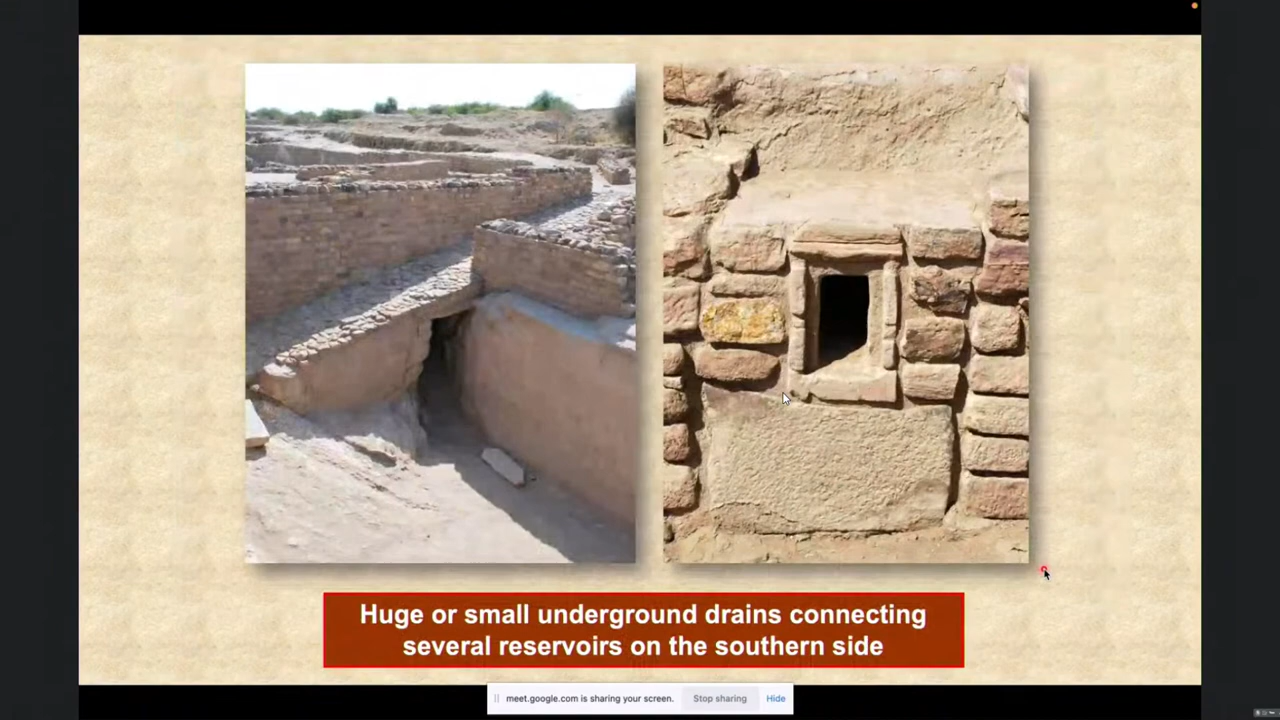 Huge or small underground drains connecting
several reservoirs on the southern side
meet.google.com is sharing your screen. Stop sharing Hide